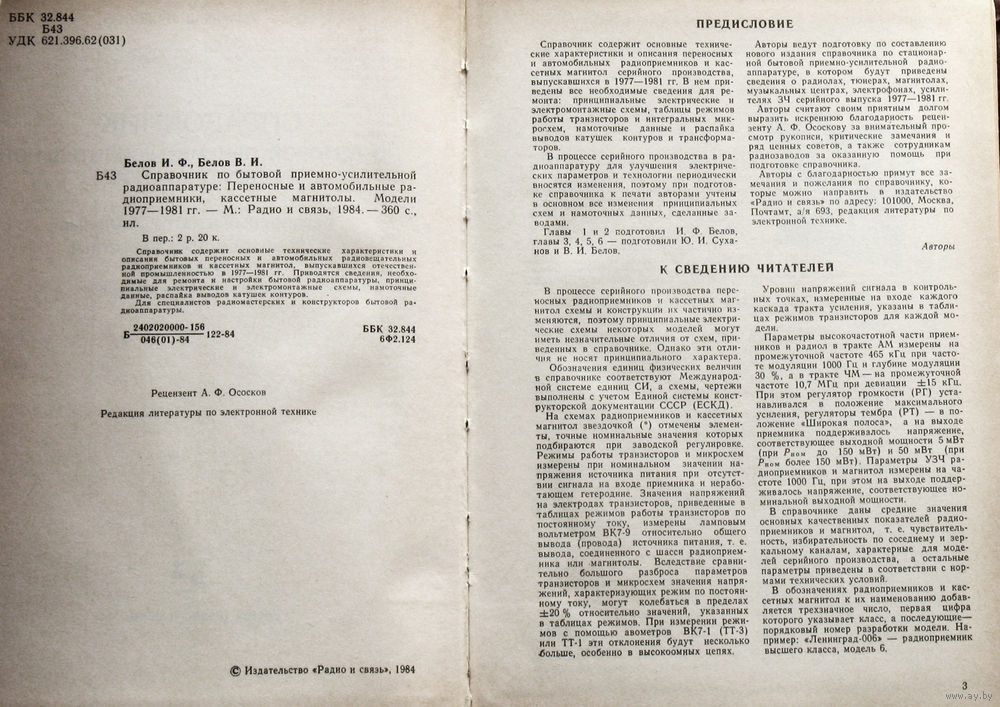 ББК 32.844
Б43
УДК 621.396.62(031)
Белов И. Ф., Белов В. И.
Б43 Справочник по бытовой приемно-усилительной
радиоаппаратуре: Переносные и автомобильные ра-
диоприемники, кассетные магнитолы. Модели
1977—1981 гг. — М.: Радио и связь, 1984. — 360 с.,
ил.
В пер.: 2 р. 20 к.
Справочник содержит основные технические характеристики и
описания бытовых переносных и автомобильных радиовещательных
радиоприемников и кассетных магнитол, выпускавшихся отечествен-
ной промышленностью в 1977—1981 гг. Приводятся сведения, необхо-
димые для ремонта и настройки бытовой радиоаппаратуры, принци-
пиальные электрические и электромонтажные схемы, намоточные
данные, распайка выводов катушек контуров.
Для специалистов радиомастерских и конструкторов бытовой ра-
диоаппаратуры.
Б 2402020000-156 122-84
046(01)-84
ББК 32.844
6Ф2.124
Рецензент А. Ф. Ососков
Редакция литературы по электронной технике
© Издательство «Радио и связь», 1984
ПРЕДИСЛОВИЕ
Справочник содержит основные техниче-
ские характеристики и описания переносных
и автомобильных радиоприемников и кас-
сетных магнитол серийного производства,
выпускавшихся в 1977—1981 гг. В нем при-
ведены все необходимые сведения для ре-
монта: принципиальные электрические и
электромонтажные схемы, таблицы режимов
работы транзисторов и интегральных мик-
росхем, намоточные данные и распайка
выводов катушек контуров и трансформа-
торов.
В процессе серийного производства в ра-
диоаппаратуру для улучшения электриче-
ских параметров и технологии периодически
вносятся изменения, поэтому при подготов-
ке справочника к печати авторами учтены
в основном все изменения принципиальных
схем и намоточных данных, сделанные за-
водами.
Главы 1 и 2 подготовил И. Ф. Белов,
главы 3, 4, 5, 6 — подготовили Ю. И. Суха-
нов и В. И. Белов.
Авторы ведут подготовку по составлению
нового издания справочника по стационар-
ной бытовой приемно-усилительной радио-
аппаратуре, в котором будут приведены
сведения о радиолах, тюнерах, магнитолах,
музыкальных центрах, электрофонах, усили-
телях ЗЧ серийного выпуска 1977—1981 гг.
Авторы считают своим приятным долгом
выразить искреннюю благодарность рецен-
зенту А. Ф. Ососкову за внимательный про-
смотр рукописи, критические замечания и
ряд ценных советов, а также сотрудникам
радиозаводов за оказанную помощь при
подготовке справочника.
Авторы с благодарностью примут все за-
мечания и пожелания по справочнику, ко-
торые можно направить в издательство
«Радио и связь» по адресу: 101000, Москва,
Почтамт, а/я 693, редакция литературы по
электронной технике.
Авторы
К СВЕДЕНИЮ ЧИТАТЕЛЕЙ
В процессе серийного производства пере-
носных радиоприемников и кассетных маг-
нитол схемы и конструкции их частично из-
меняются, поэтому принципиальные электри-
ческие схемы некоторых моделей могут
иметь незначительные отличия от схем, при-
веденных в справочнике. Однако эти отли-
чия не носят принципиального характера.
Обозначения единиц физических величин
в справочнике соответствуют Международ-
ной системе единиц СИ, а схемы, чертежи
выполнены с учетом Единой системы конст-
рукторской документации СССР (ЕСКД).
На схемах радиоприемников и кассетных
магнитол звездочкой (*) отмечены элемен-
ты, точные номинальные значения которых
подбираются при заводской регулировке.
Режимы работы транзисторов и микросхем
измерены при номинальном значении на-
пряжения источника питания при отсутст-
вии сигнала на входе приемника и нерабо-
тающем гетеродине. Значения напряжений
на электродах транзисторов, приведенные в
таблицах режимов работы транзисторов по
постоянному току, измерены ламповым
вольтметром ВК7-9 относительно общего
вывода (провода) источника питания, т. е.
вывода, соединенного с шасси радиоприем-
ника или магнитолы. Вследствие сравни-
тельно большого разброса параметров
транзисторов и микросхем значения напря-
жений, характеризующих режим по постоян-
ному току, могут колебаться в пределах
±20 % относительно значений, указанных
в таблицах режимов. При измерении режи-
мов с помощью авометров ВК7-1 (ТТ-3)
или ТТ-1 эти отклонения будут несколько
больше, особенно в высокоомных цепях.
Уровни напряжений сигнала в контроль-
ных точках, измеренные на входе каждого
каскада тракта усиления, указаны в табли-
цах режимов транзисторов для каждой мо-
дели.
Параметры высокочастотной части прием-
ников и радиол в тракте АМ измерены на
промежуточной частоте 465 кГц при часто-
те модуляции 1000 Гц и глубине модуляции
30 %, а в тракте ЧМ — на промежуточной
частоте 10,7 МГц при девиации ±15 кГц.
При этом регулятор громкости (РГ) уста-
навливался в положение максимального
усиления, регуляторы тембра (РТ) — в по-
ложение «Широкая полоса», а на выходе
приемника поддерживалось напряжение,
соответствующее выходной мощности 5 мВт
(при Рном до 150 мВт) и 50 мВт (при
Рном более 150 мВт). Параметры УЗЧ ра-
диоприемников и магнитол измерены на ча-
стоте 1000 Гц, при этом на выходе поддер-
живалось напряжение, соответствующее но-
минальной выходной мощности.
В справочнике даны средние значения
основных качественных показателей радио-
приемников и магнитол, т. е. чувствитель-
ность, избирательность по соседнему и зер-
кальному каналам, характерные для моде-
лей серийного производства, а остальные
параметры приведены в соответствии с нор-
мами технических условий.
В обозначениях радиоприемников и кас-
сетных магнитол к их наименованию добав-
ляется трехзначное число, первая цифра
которого указывает класс, а последующие—
порядковый номер разработки модели. На-
пример: «Ленинград-006» — радиоприемник
высшего класса, модель 6.
3
www.ay.by